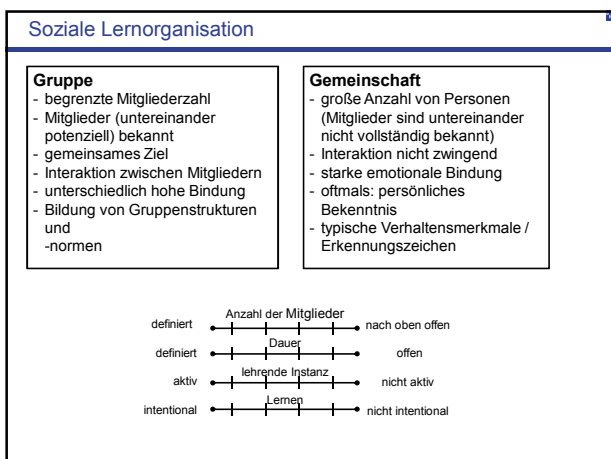 Soziale Lernorganisation
Gruppe
- begrenzte Mitgliederzahl
- Mitglieder (untereinander
potenziell) bekannt
- gemeinsames Ziel
- Interaktion zwischen Mitgliedern
- unterschiedlich hohe Bindung
- Bildung von Gruppenstrukturen
und
-normen
Gemeinschaft
- große Anzahl von Personen
(Mitglieder sind untereinander
nicht vollständig bekannt)
- Interaktion nicht zwingend
- starke emotionale Bindung
- oftmals: persönliches
Bekenntnis
- typische Verhaltensmerkmale /
Erkennungszeichen
Anzahl der Mitglieder
definiert nach oben offen
Dauer
definiert offen
lehrende Instanz
aktiv nicht aktiv
Lernen
intentional nicht intentional